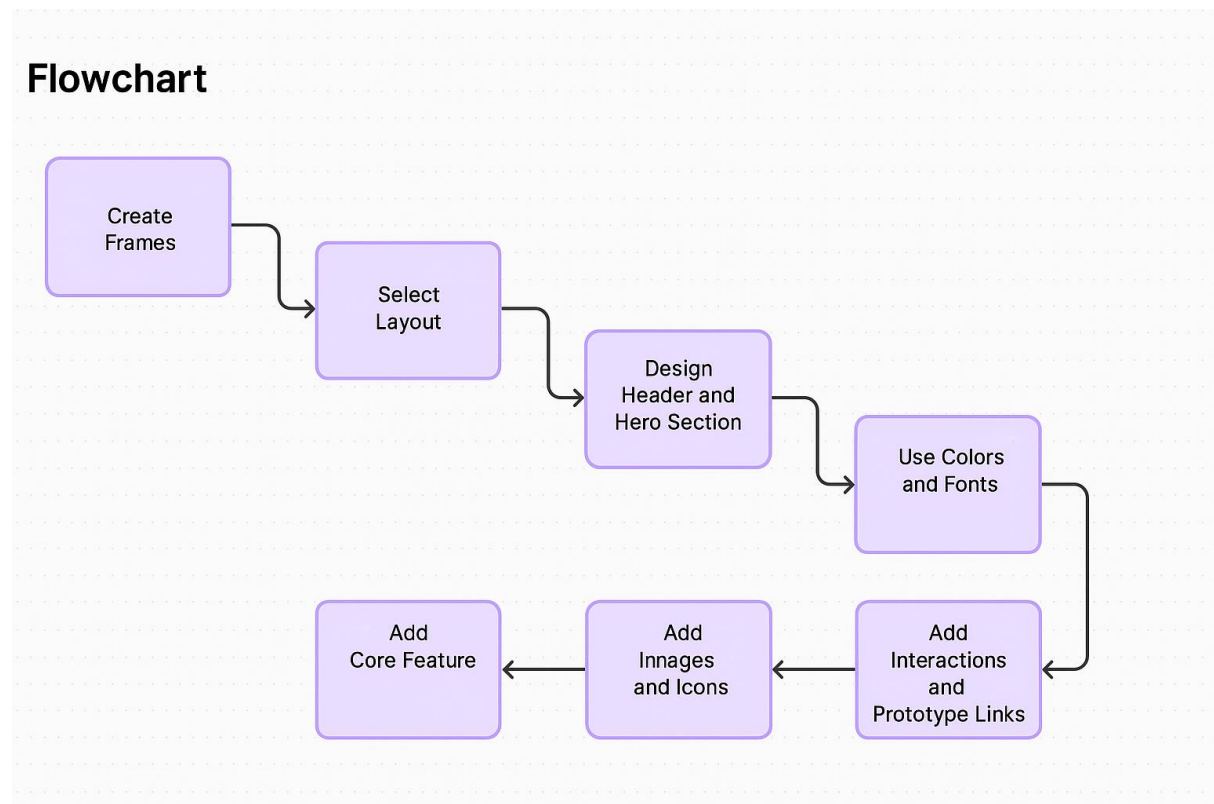 Flowchart
Create
Frames
Select
Layout
Design
Header and
Hero Section
Use Colors
and Fonts
Add
Interactions
and
Prototype Links
Add
Innages
and Icons
Add
Core Feature